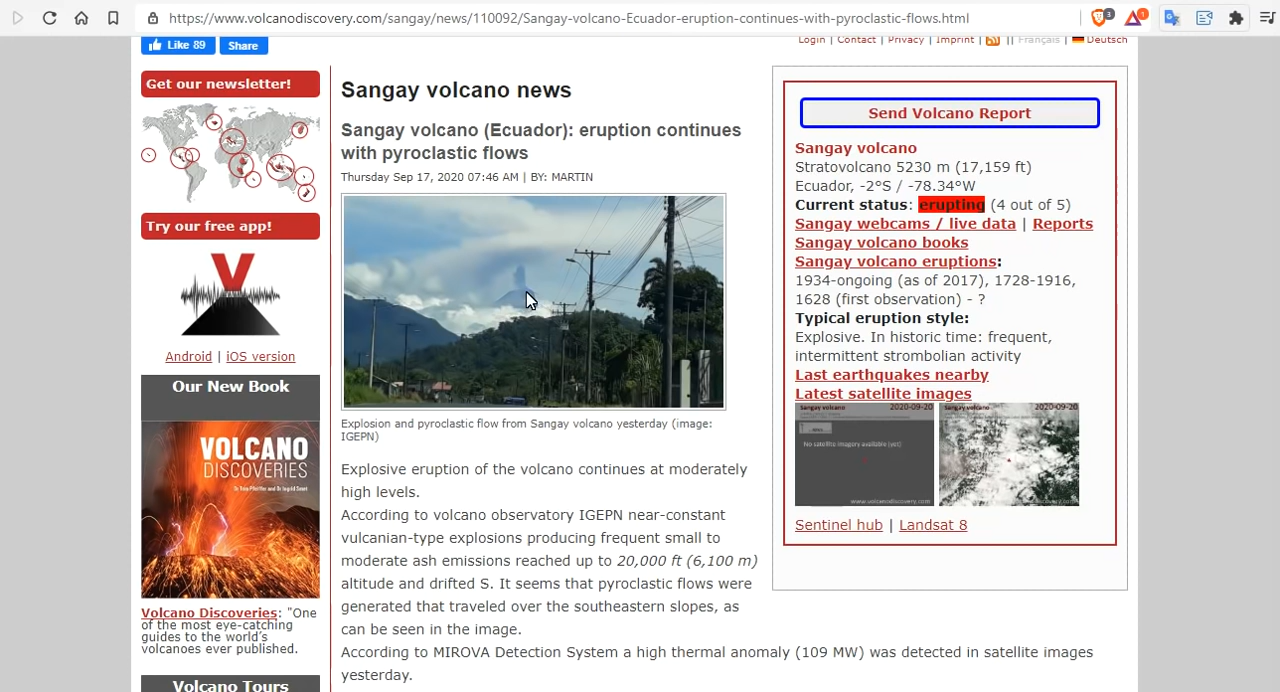 https://www.volcanodiscovery.com/sangay/news/110092/Sangay-volcano-Ecuador-eruption-continues-with-pyroclastic-flows.html
3
1
Like 89
Share
Login | Contact | Privacy | Imprint | || Français | Deutsch
Get our newsletter!
Try our free app!
Android | iOS version
Our New Book
VOLCANO
DISCOVERIES
Volcano Discoveries: "One
of the most eye-catching
guides to the world's
volcanoes ever published.
Volcano Tours
Sangay volcano news
Sangay volcano (Ecuador): eruption continues
with pyroclastic flows
Thursday Sep 17, 2020 07:46 AM | BY: MARTIN
Explosion and pyroclastic flow from Sangay volcano yesterday (image:
IGEPN)
Explosive eruption of the volcano continues at moderately
high levels.
According to volcano observatory IGEPN near-constant
vulcanian-type explosions producing frequent small to
moderate ash emissions reached up to 20,000 ft (6,100 m)
altitude and drifted S. It seems that pyroclastic flows were
generated that traveled over the southeastern slopes, as
can be seen in the image.
According to MIROVA Detection System a high thermal anomaly (109 MW) was detected in satellite images
yesterday.
Send Volcano Report
Sangay volcano
Stratovolcano 5230 m (17,159 ft)
Ecuador, -2°S / -78.34°W
Current status: erupting (4 out of 5)
Sangay webcams / live data | Reports
Sangay volcano books
Sangay volcano eruptions:
1934-ongoing (as of 2017), 1728-1916,
1628 (first observation) - ?
Typical eruption style:
Explosive. In historic time: frequent,
intermittent strombolian activity
Last earthquakes nearby
Latest satellite images
Sangay volcano 2020-09-20
No satellite imagery available (yet)
www.volcanodiscovery.com
Sangay volcano 2020-09-20
www.volcanodiscovery.com
Sentinel hub | Landsat 8